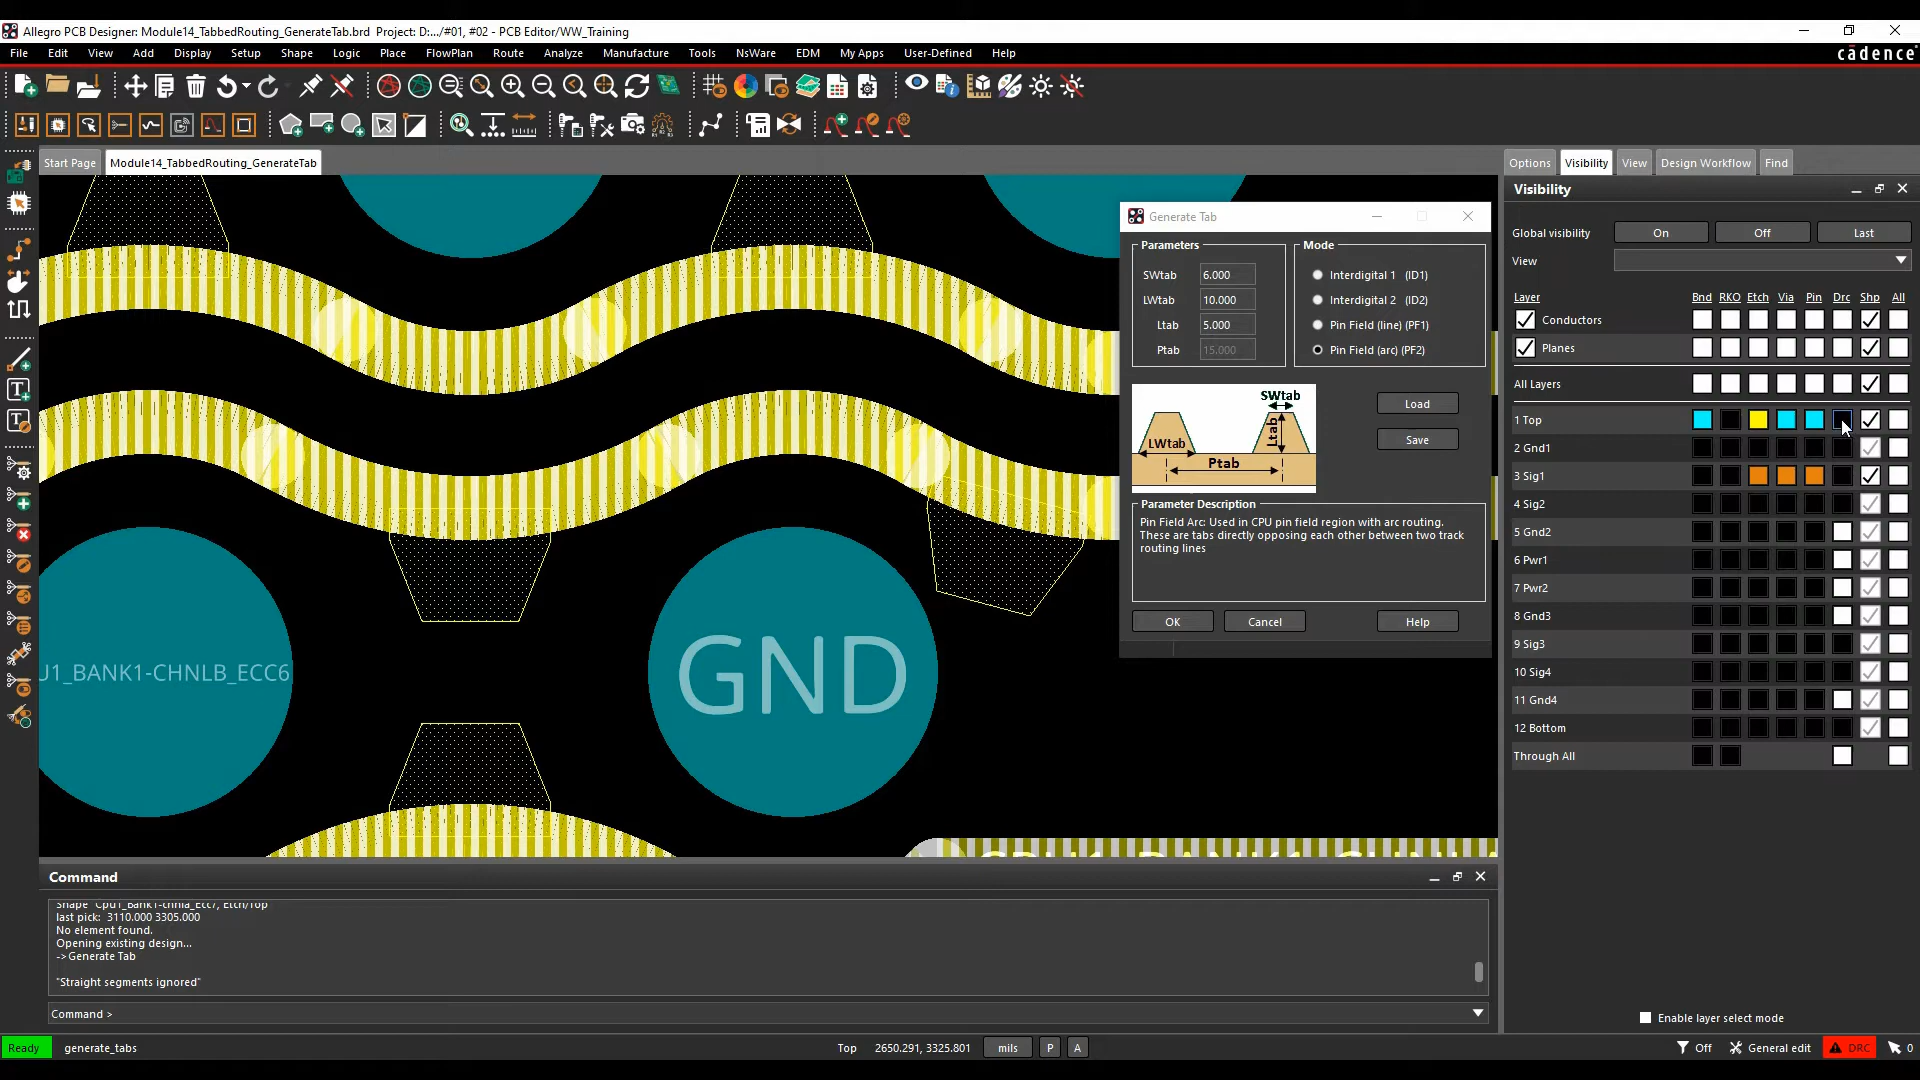 Allegro PCB Designer: Module14_TabbedRouting_GenerateTab.brd  Project: D:.../#01, #02 - PCB Editor/WW_Training
File Edit View Add Display Setup Shape Logic Place FlowPlan Route Analyze Manufacture Tools NsWare EDM My Apps User-Defined Help
cādence
Start Page
Module14_TabbedRouting_GenerateTab
Options
Visibility
View
Design Workflow
Find
Visibility
Global visibility
On
Off
Last
View
Layer
Bnd RKO Etch Via Pin Drc Shp All
Conductors
Planes
All Layers
1 Top
2 Gnd1
3 Sig1
4 Sig2
5 Gnd2
6 Pwr1
7 Pwr2
8 Gnd3
9 Sig3
10 Sig4
11 Gnd4
12 Bottom
Through All
Enable layer select mode
Generate Tab
Parameters
SWtab 6.000
LWtab 10.000
Ltab 5.000
Ptab 15.000
Mode
Interdigital 1 (ID1)
Interdigital 2 (ID2)
Pin Field (line) (PF1)
Pin Field (arc) (PF2)
SWtab
LWtab
Ltab
Ptab
Load
Save
Parameter Description
Pin Field Arc: Used in CPU pin field region with arc routing.
These are tabs directly opposing each other between two track
routing lines
OK
Cancel
Help
U1_BANK1-CHNLB_ECC6
GND
Command
Shape "Cpu1_Bank1-chnla_Ecc7, Etch/Top"
last pick:  3110.000 3305.000
No element found.
Opening existing design...
->Generate Tab
"Straight segments ignored"
Command >
Ready
generate_tabs
Top
2650.291, 3325.801
mils
P
A
Off
General edit
DRC
0